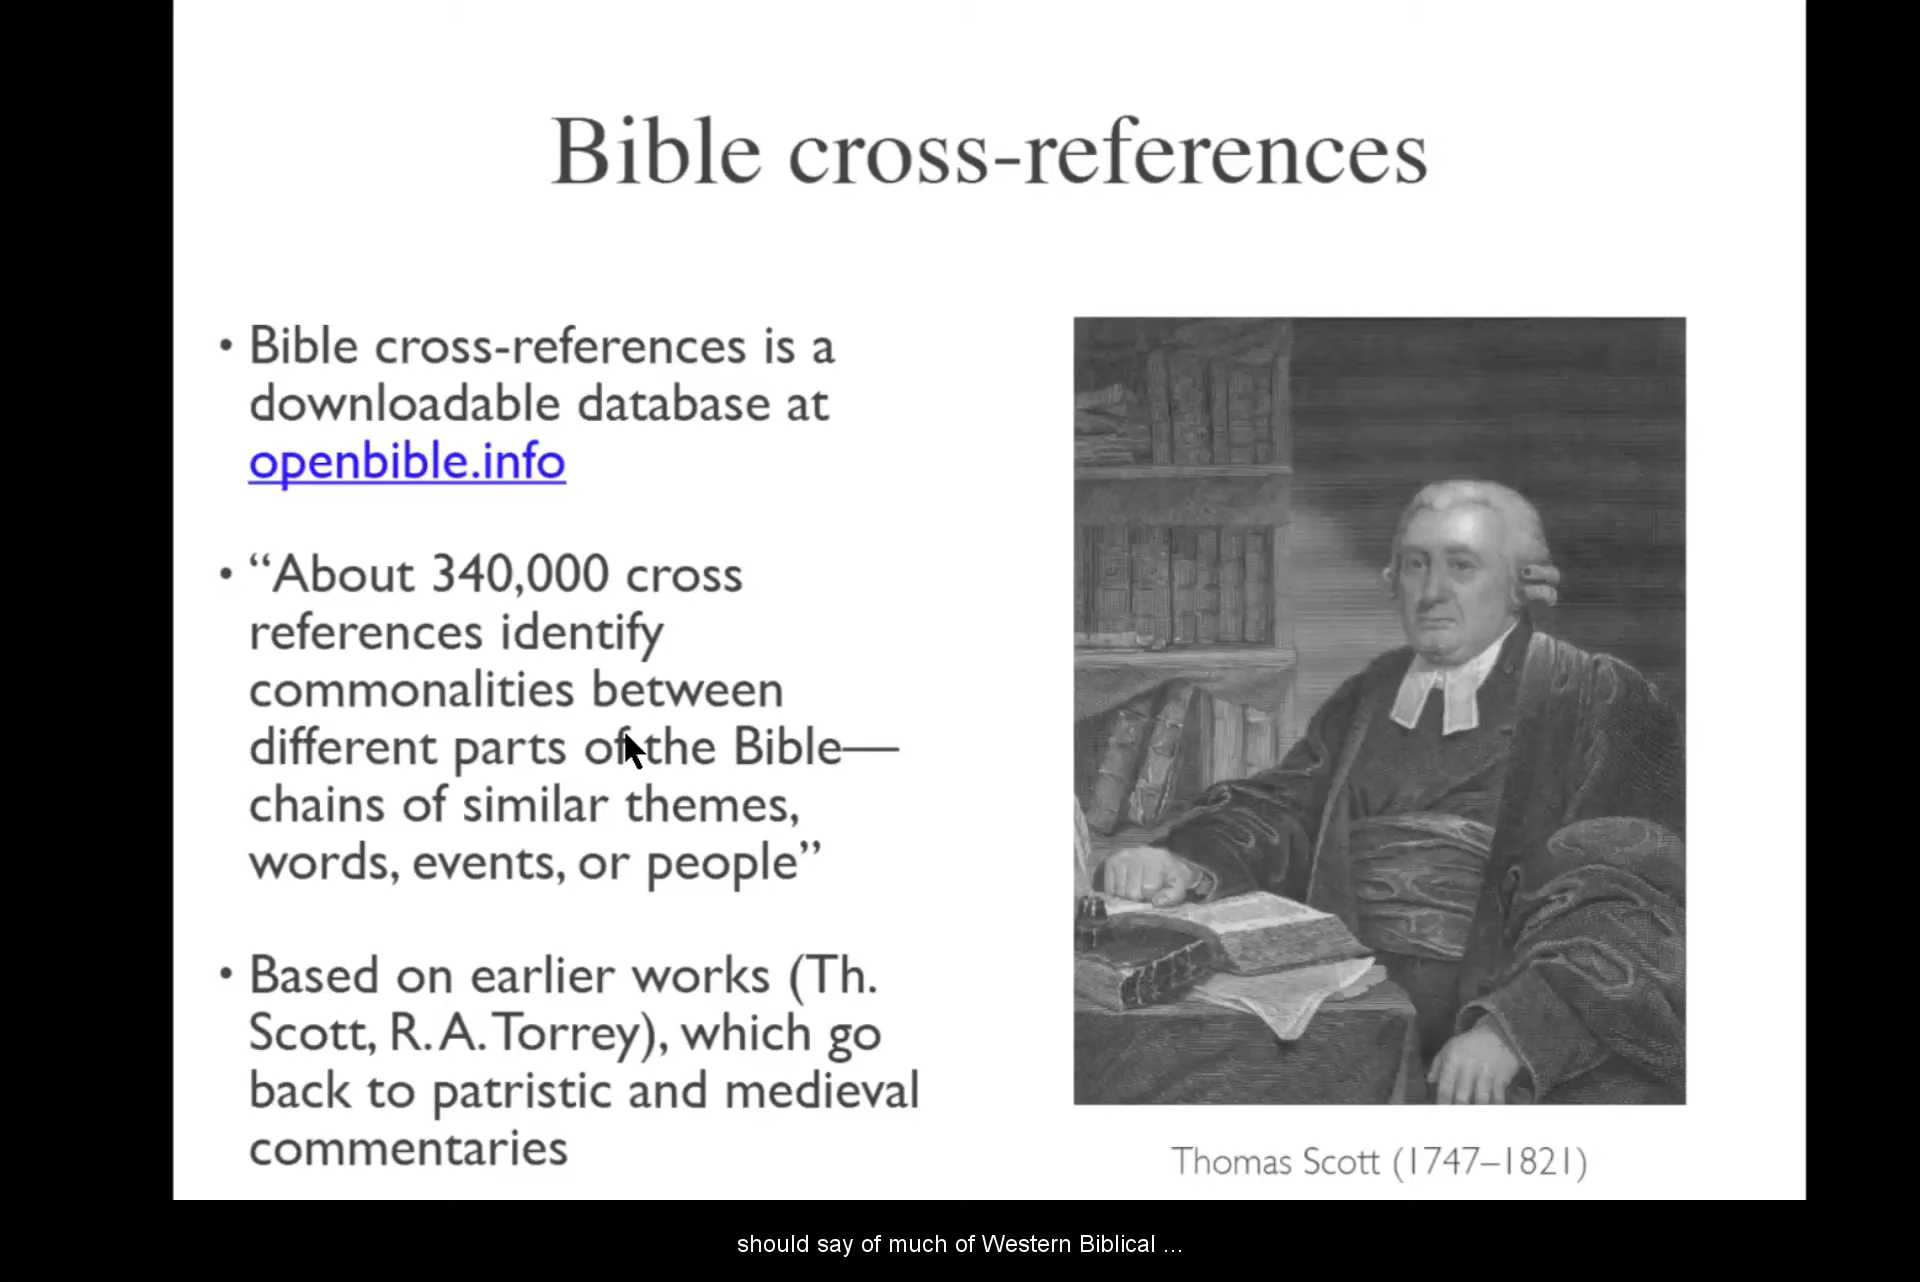 Bible cross-references
• Bible cross-references is a
downloadable database at
openbible.info
• “About 340,000 cross
references identify
commonalities between
different parts of the Bible—
chains of similar themes,
words, events, or people”
• Based on earlier works (Th.
Scott, R. A. Torrey), which go
back to patristic and medieval
commentaries
Thomas Scott (1747–1821)
should say of much of Western Biblical ...